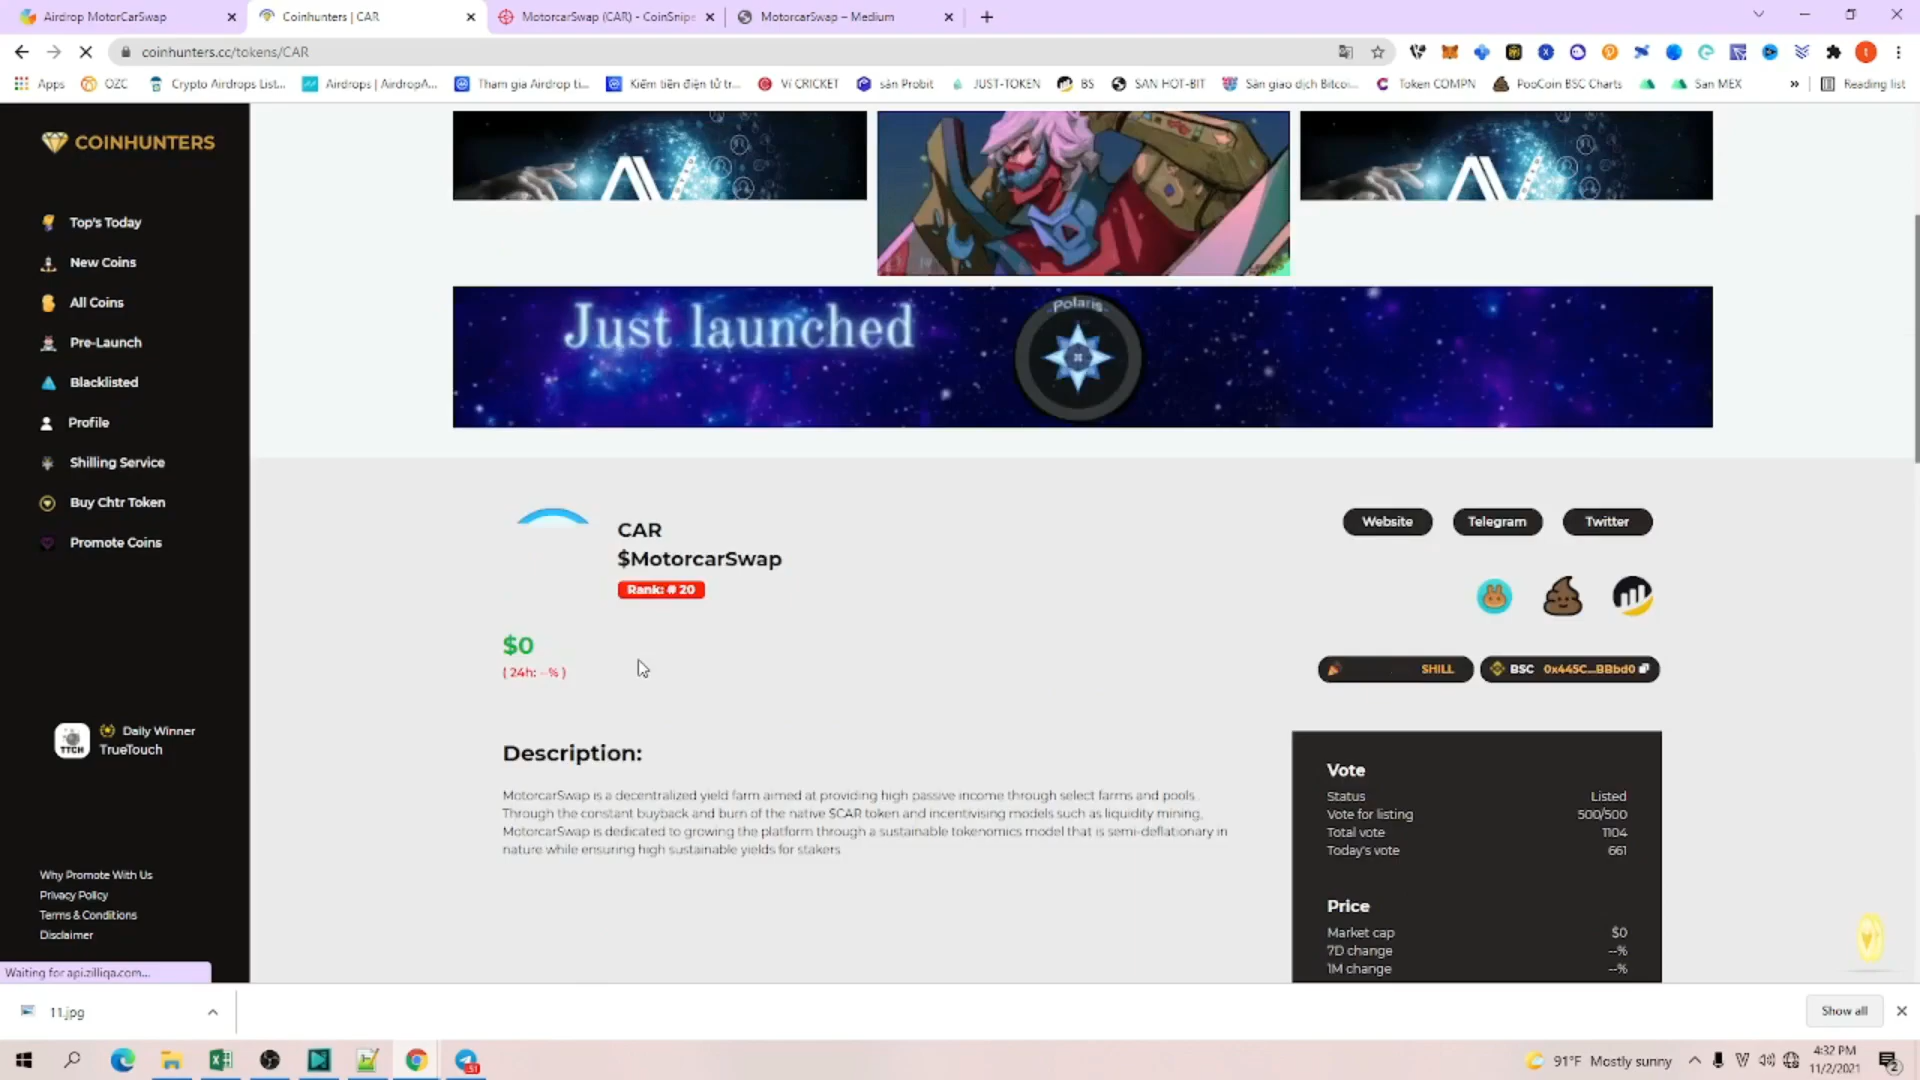 Airdrop MotorCarSwap
Coinhunters | CAR
MotorcarSwap (CAR) - CoinSnipe
MotorcarSwap – Medium
coinhunters.cc/tokens/CAR
Apps
OZC
Crypto Airdrops List...
Airdrops | AirdropA...
Tham gia Airdrop ti...
Kiếm tiền điện tử tr...
Ví CRICKET
sàn Probit
JUST-TOKEN
BS
SAN HOT-BIT
Sàn giao dịch Bitco...
Token COMPN
PooCoin BSC Charts
San MEX
»
Reading list
COINHUNTERS
Top's Today
New Coins
All Coins
Pre-Launch
Blacklisted
Profile
Shilling Service
Buy Chtr Token
Promote Coins
TTCH
Daily Winner
TrueTouch
Why Promote With Us
Privacy Policy
Terms & Conditions
Disclaimer
Waiting for api.zilliqa.com...
Just launched
Polaris
CAR
$MotorcarSwap
Rank: # 20
$0
( 24h: --% )
Website
Telegram
Twitter
SHILL
BSC 0x445C...BBbd0
Description:
MotorcarSwap is a decentralized yield farm aimed at providing high passive income through select farms and pools.
Through the constant buyback and burn of the native $CAR token and incentivising models such as liquidity mining,
MotorcarSwap is dedicated to growing the platform through a sustainable tokenomics model that is semi-deflationary in
nature while ensuring high sustainable yields for stakers.
Vote
Status Listed
Vote for listing 500/500
Total vote 1104
Today's vote 661
Price
Market cap $0
7D change --%
1M change --%
11.jpg
Show all
91°F Mostly sunny
4:32 PM
11/2/2021